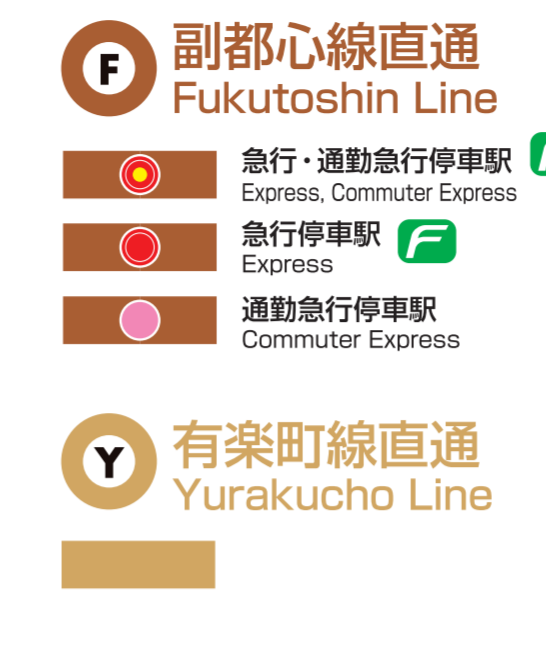 F
副都心線直通
Fukutoshin Line
急行・通勤急行停車駅
Express, Commuter Express
急行停車駅 F
Express
通勤急行停車駅
Commuter Express
Y
有楽町線直通
Yurakucho Line